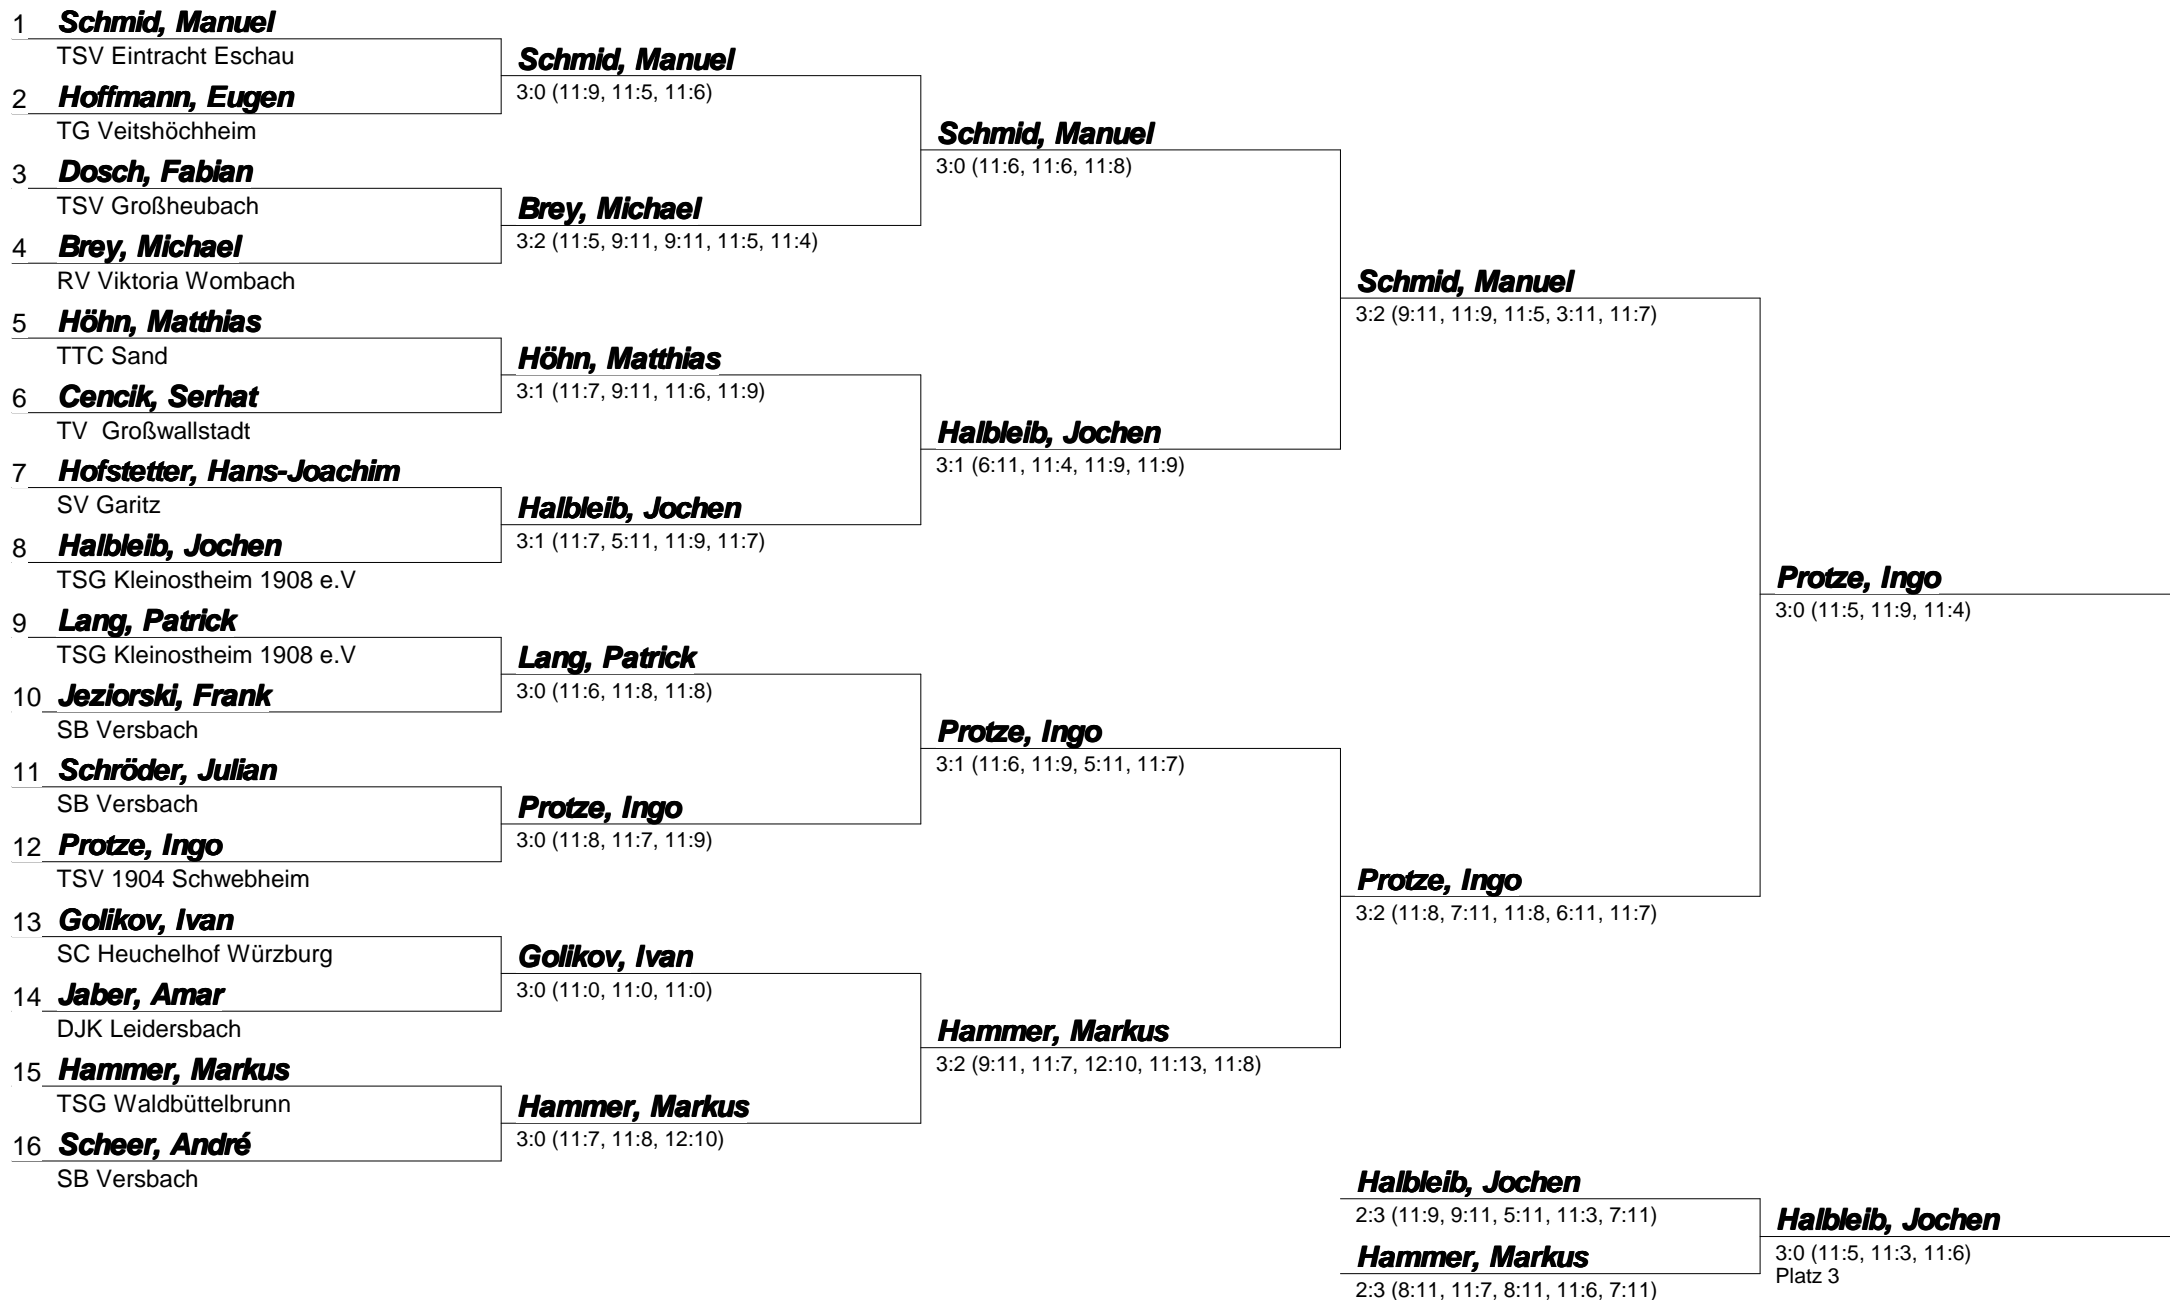 1 Schmid, Manuel
TSV Eintracht Eschau
2 Hoffmann, Eugen
TG Veitshöchheim
3 Dosch, Fabian
TSV Großheubach
4 Brey, Michael
RV Viktoria Wombach
5 Höhn, Matthias
TTC Sand
6 Cencik, Serhat
TV  Großwallstadt
7 Hofstetter, Hans-Joachim
SV Garitz
8 Halbleib, Jochen
TSG Kleinostheim 1908 e.V
9 Lang, Patrick
TSG Kleinostheim 1908 e.V
10 Jeziorski, Frank
SB Versbach
11 Schröder, Julian
SB Versbach
12 Protze, Ingo
TSV 1904 Schwebheim
13 Golikov, Ivan
SC Heuchelhof Würzburg
14 Jaber, Amar
DJK Leidersbach
15 Hammer, Markus
TSG Waldbüttelbrunn
16 Scheer, André
SB Versbach
Schmid, Manuel
3:0 (11:9, 11:5, 11:6)
Brey, Michael
3:2 (11:5, 9:11, 9:11, 11:5, 11:4)
Höhn, Matthias
3:1 (11:7, 9:11, 11:6, 11:9)
Halbleib, Jochen
3:1 (11:7, 5:11, 11:9, 11:7)
Lang, Patrick
3:0 (11:6, 11:8, 11:8)
Protze, Ingo
3:0 (11:8, 11:7, 11:9)
Golikov, Ivan
3:0 (11:0, 11:0, 11:0)
Hammer, Markus
3:0 (11:7, 11:8, 12:10)
Schmid, Manuel
3:0 (11:6, 11:6, 11:8)
Halbleib, Jochen
3:1 (6:11, 11:4, 11:9, 11:9)
Protze, Ingo
3:1 (11:6, 11:9, 5:11, 11:7)
Hammer, Markus
3:2 (9:11, 11:7, 12:10, 11:13, 11:8)
Schmid, Manuel
3:2 (9:11, 11:9, 11:5, 3:11, 11:7)
Protze, Ingo
3:2 (11:8, 7:11, 11:8, 6:11, 11:7)
Protze, Ingo
3:0 (11:5, 11:9, 11:4)
Halbleib, Jochen
2:3 (11:9, 9:11, 5:11, 11:3, 7:11)
Hammer, Markus
2:3 (8:11, 11:7, 8:11, 11:6, 7:11)
Halbleib, Jochen
3:0 (11:5, 11:3, 11:6)
Platz 3